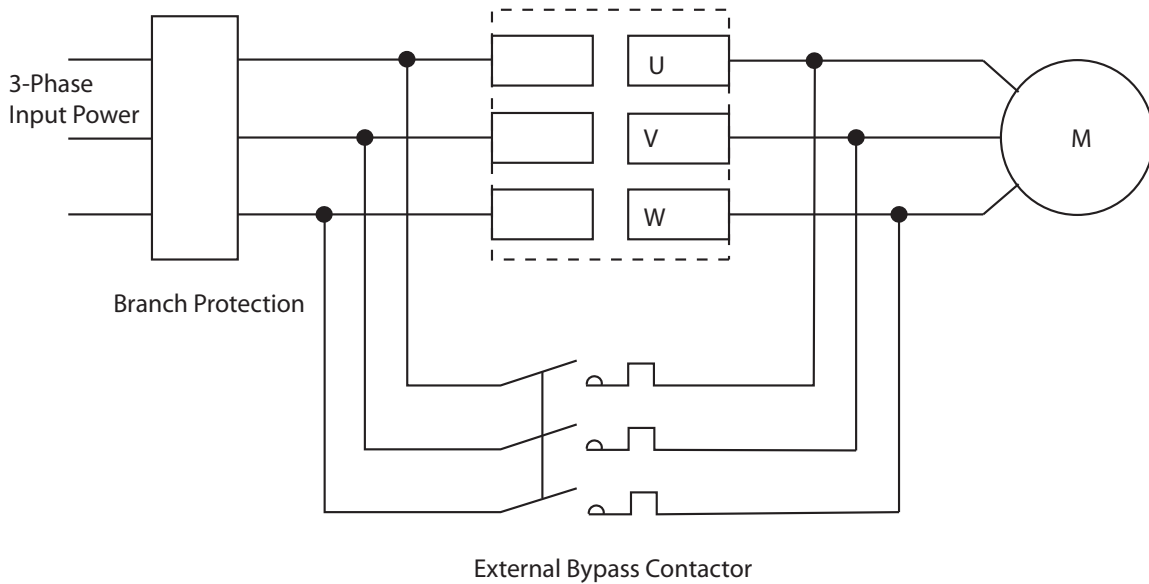 3-Phase
Input Power
U
V
W
M
Branch Protection
External Bypass Contactor